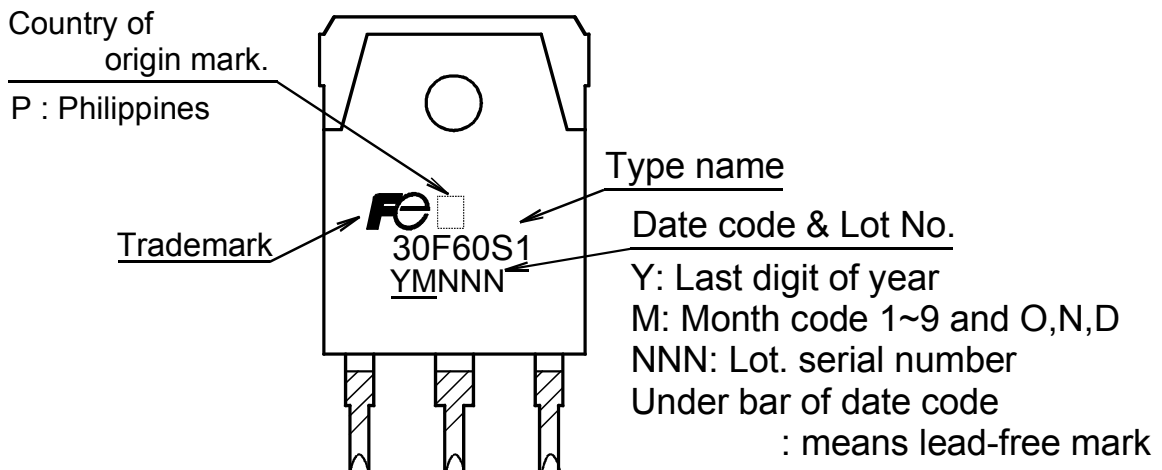 Country of
origin mark.
P : Philippines
Trademark
Fe
30F60S1
YMNNN
Type name
Date code & Lot No.
Y: Last digit of year
M: Month code 1~9 and O,N,D
NNN: Lot. serial number
Under bar of date code
: means lead-free mark